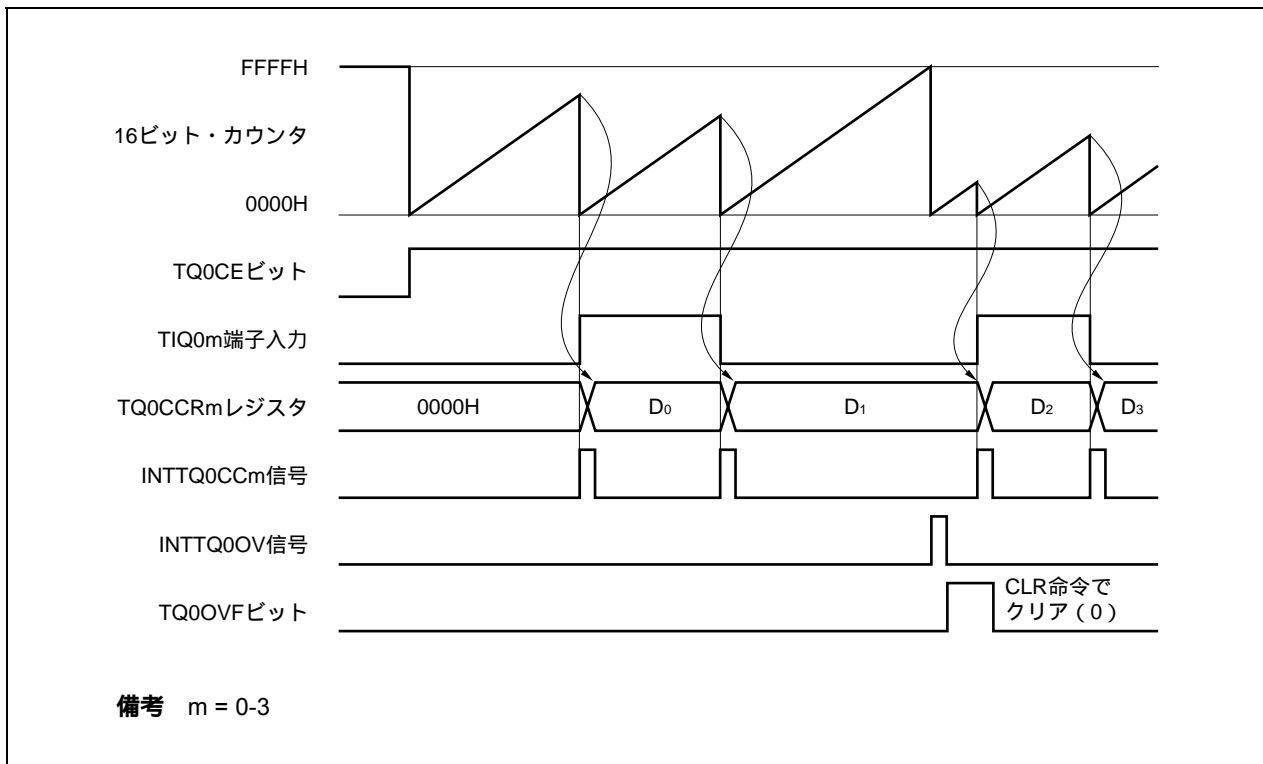 FFFFH
16ビット・カウンタ
0000H
TQ0CEビット
TIQ0m端子入力
TQ0CCRmレジスタ 0000H D0 D1 D2 D3
INTTQ0CCm信号
INTTQ0OV信号
TQ0OVFビット
CLR命令で
クリア（0）
備考 m = 0-3